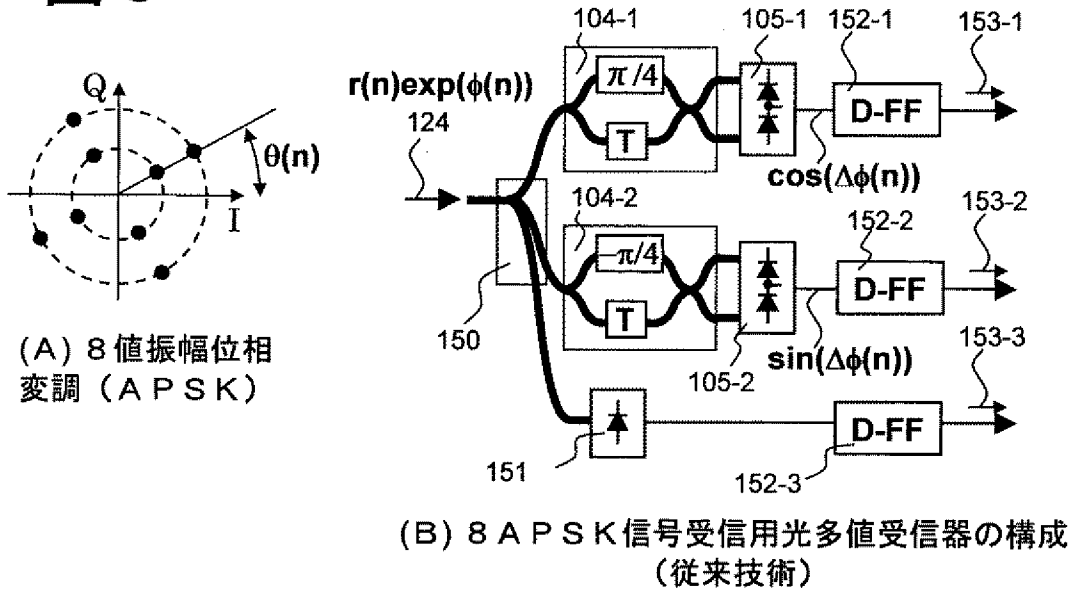 Q
I
θ(n)
(A) 8値振幅位相
変調 (APSK)
r(n)exp(ϕ(n))
124
150
104-1
π/4
T
105-1
cos(Δϕ(n))
152-1
D-FF
153-1
104-2
−π/4
T
105-2
sin(Δϕ(n))
152-2
D-FF
153-2
151
152-3
D-FF
153-3
(B) 8APSK信号受信用光多値受信器の構成
(従来技術)